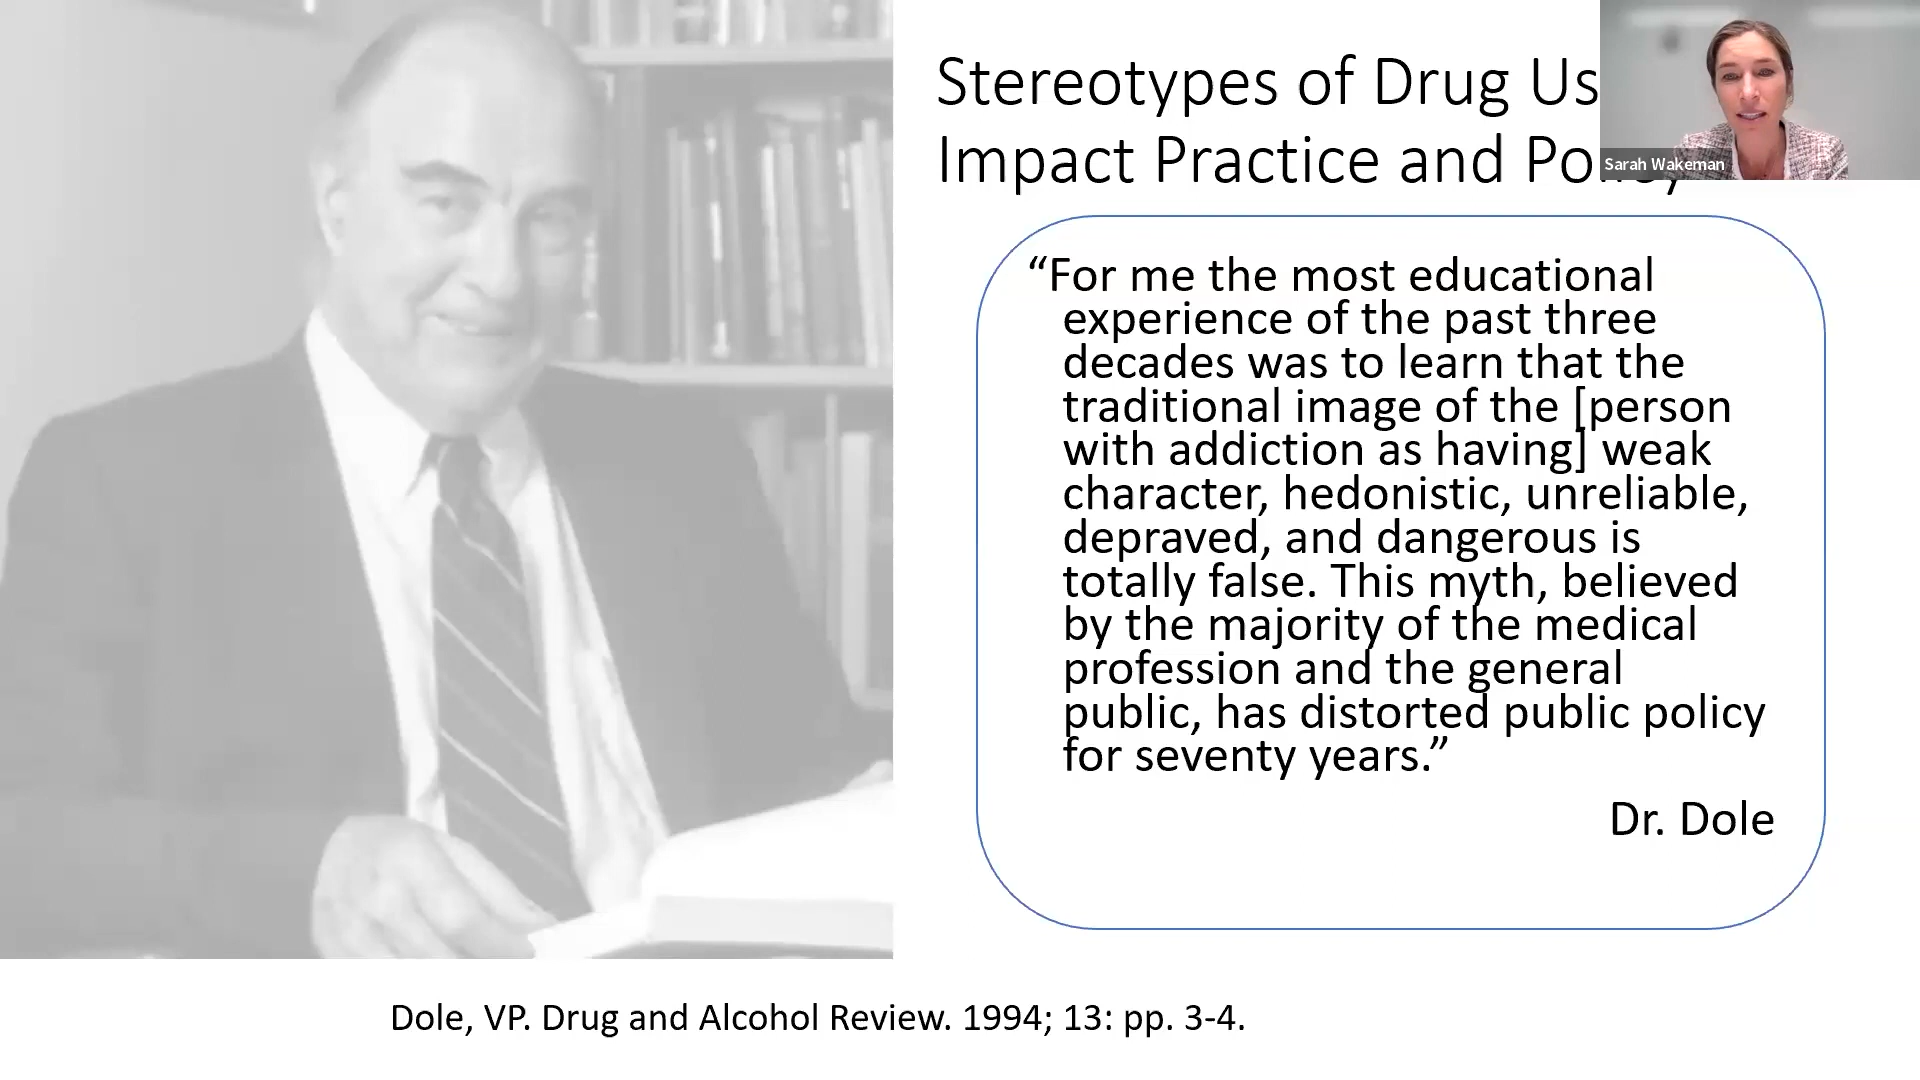 Stereotypes of Drug Us
Impact Practice and Po
Sarah Wakeman
“For me the most educational
experience of the past three
decades was to learn that the
traditional image of the [person
with addiction as having] weak
character, hedonistic, unreliable,
depraved, and dangerous is
totally false. This myth, believed
by the majority of the medical
profession and the general
public, has distorted public policy
for seventy years.”
Dr. Dole
Dole, VP. Drug and Alcohol Review. 1994; 13: pp. 3-4.